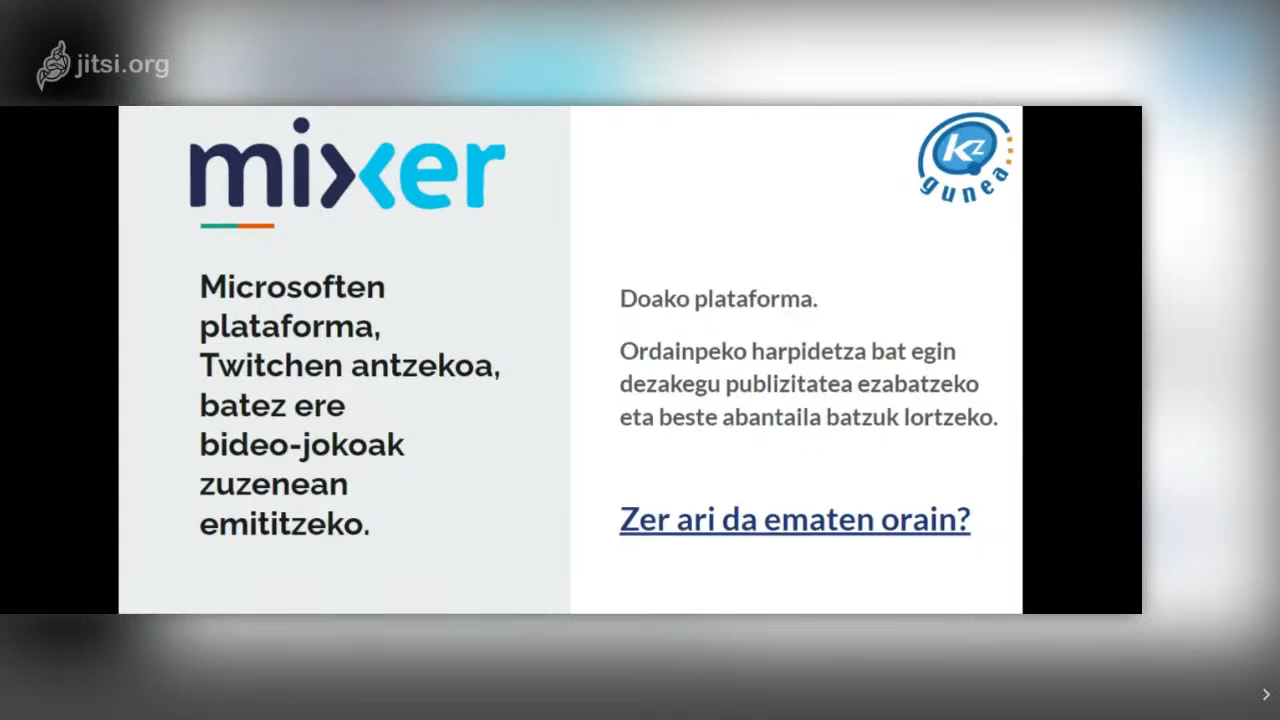 jitsi.org
mixer
kz
gunea
Microsoften
plataforma,
Twitchen antzekoa,
batez ere
bideo-jokoak
zuzenean
emititzeko.
Doako plataforma.
Ordainpeko harpidetza bat egin
dezakegu publizitatea ezabatzeko
eta beste abantaila batzuk lortzeko.
Zer ari da ematen orain?